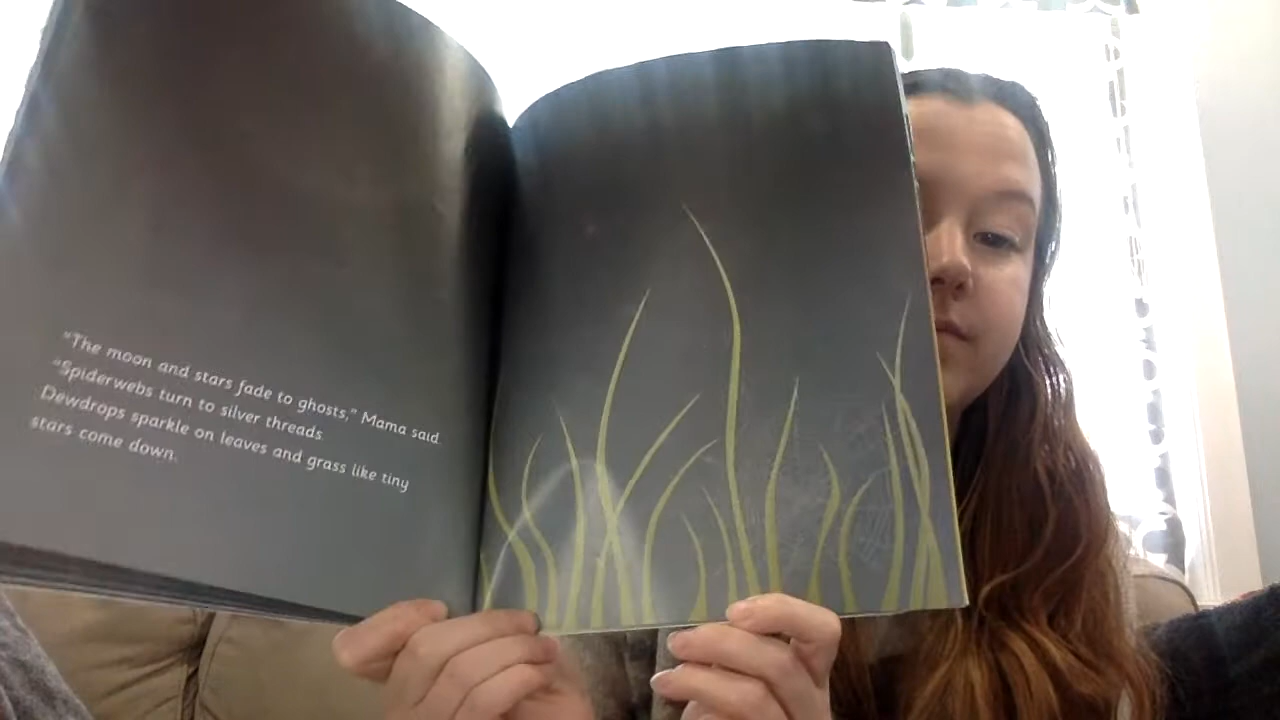 "The moon and stars fade to ghosts," Mama said.
"Spiderwebs turn to silver threads.
Dewdrops sparkle on leaves and grass like tiny
stars come down.